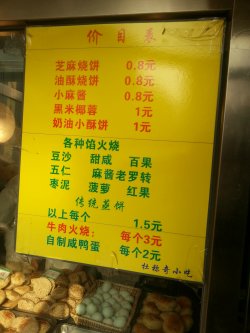 价目表
芝麻烧饼 0.8元
油酥烧饼 0.8元
小麻酱 0.8元
黑米椰蓉 1元
奶油小酥饼 1元
各种馅火烧
豆沙 甜咸 百果
五仁 麻酱老罗转
枣泥 菠萝 红果
传统蒸饼
以上每个 1.5元
牛肉火烧: 每个3元
自制咸鸭蛋 每个2元
小吃